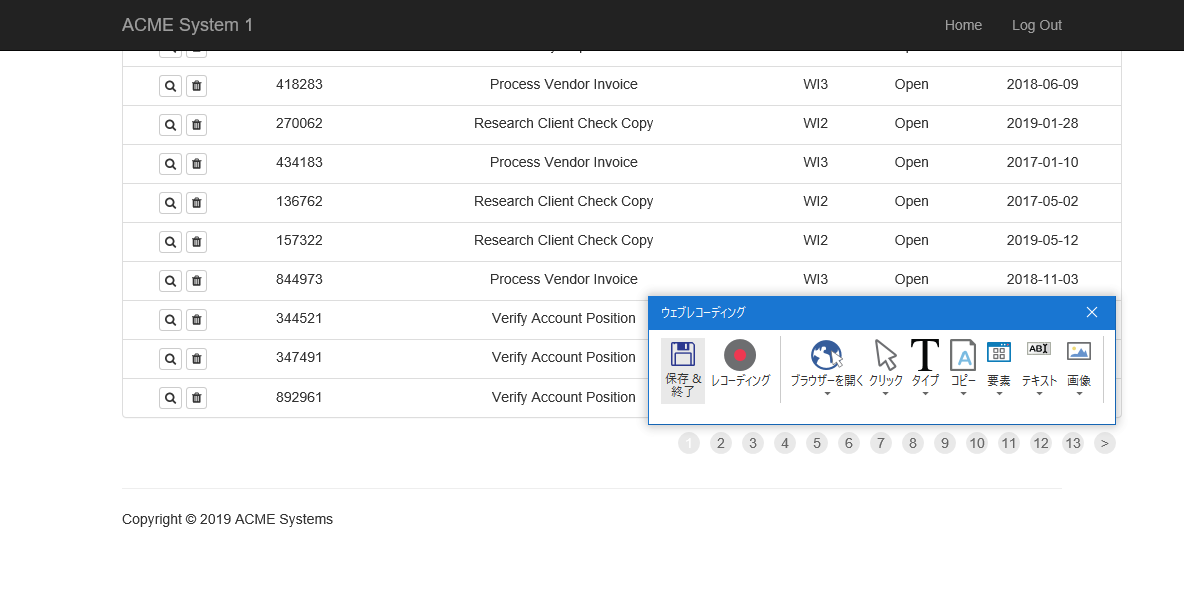 ACME System 1 Home Log Out
418283 Process Vendor Invoice WI3 Open 2018-06-09
270062 Research Client Check Copy WI2 Open 2019-01-28
434183 Process Vendor Invoice WI3 Open 2017-01-10
136762 Research Client Check Copy WI2 Open 2017-05-02
157322 Research Client Check Copy WI2 Open 2019-05-12
844973 Process Vendor Invoice WI3 Open 2018-11-03
344521 Verify Account Position
347491 Verify Account Position
892961 Verify Account Position
ウェブレコーディング
T A ABI
保存 & 終了 レコーディング ブラウザーを開く クリック タイプ コピー 要素 テキスト 画像
1 2 3 4 5 6 7 8 9 10 11 12 13 >
Copyright © 2019 ACME Systems